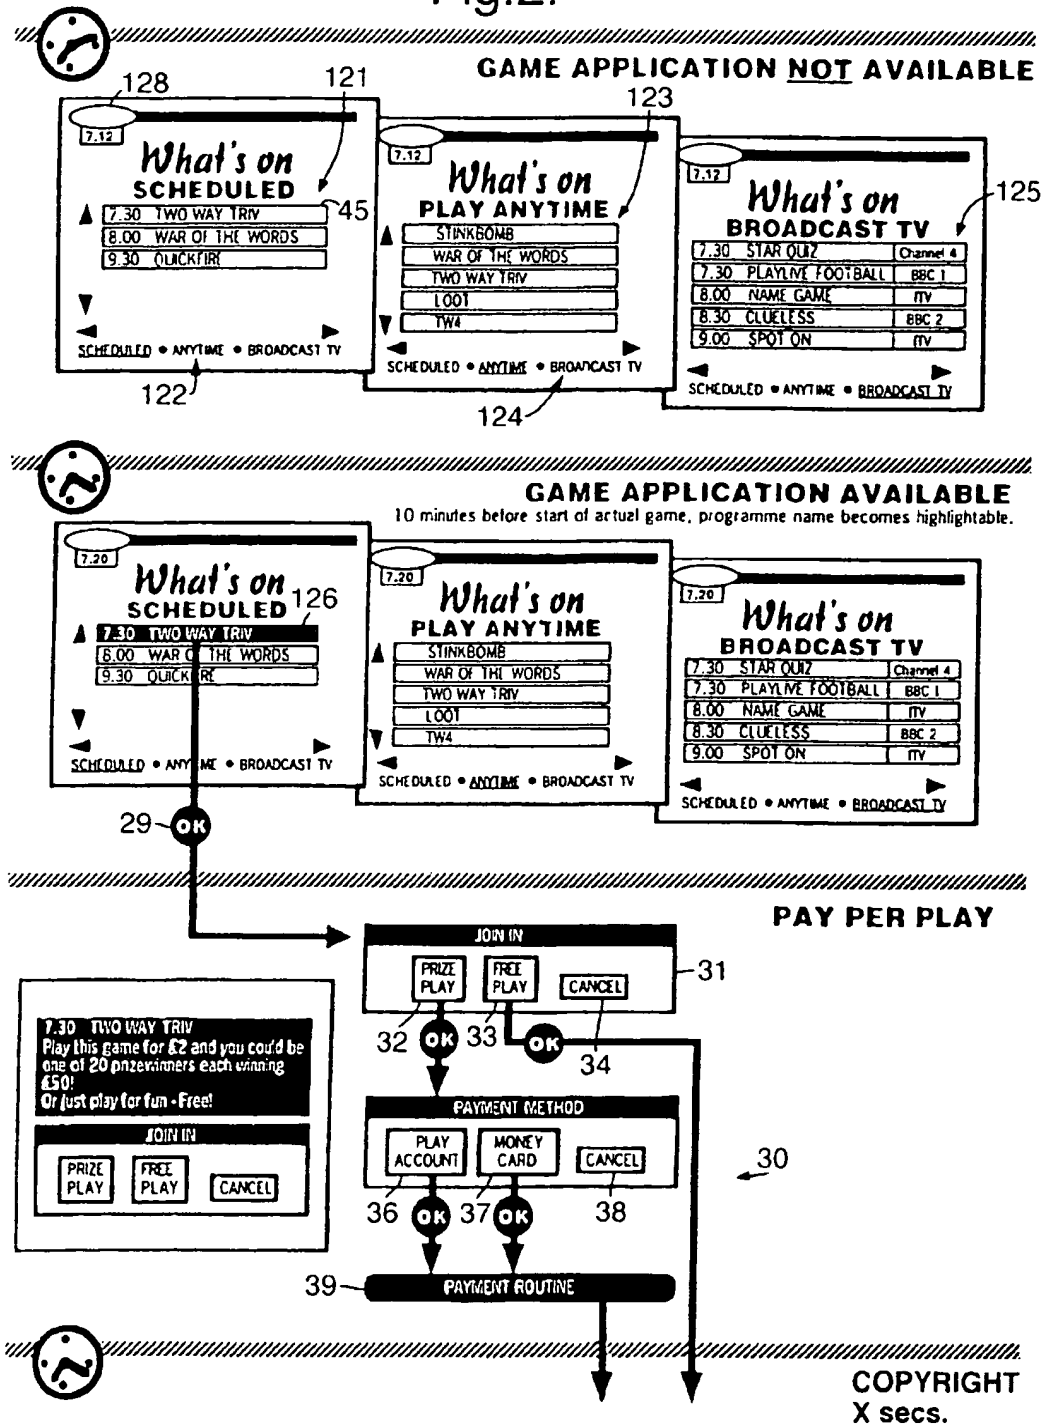 Fig.2.
GAME APPLICATION NOT AVAILABLE
128
121
123
125
7.12
What's on
SCHEDULED
45
7.30 TWO WAY TRIV
8.00 WAR OF THE WORDS
9.30 QUICKFIRE
SCHEDULED • ANYTIME • BROADCAST TV
122
7.12
What's on
PLAY ANYTIME
STINKBOMB
WAR OF THE WORDS
TWO WAY TRIV
LOOT
TW4
SCHEDULED • ANYTIME • BROADCAST TV
124
7.12
What's on
BROADCAST TV
7.30 STAR QUIZ Channel 4
7.30 PLAYLIVE FOOTBALL BBC 1
8.00 NAME GAME ITV
8.30 CLUELESS BBC 2
9.00 SPOT ON ITV
SCHEDULED • ANYTIME • BROADCAST TV
GAME APPLICATION AVAILABLE
10 minutes before start of actual game, programme name becomes highlightable.
7.20
What's on
SCHEDULED
126
7.30 TWO WAY TRIV
8.00 WAR OF THE WORDS
9.30 QUICKFIRE
SCHEDULED • ANYTIME • BROADCAST TV
7.20
What's on
PLAY ANYTIME
STINKBOMB
WAR OF THE WORDS
TWO WAY TRIV
LOOT
TW4
SCHEDULED • ANYTIME • BROADCAST TV
7.20
What's on
BROADCAST TV
7.30 STAR QUIZ Channel 4
7.30 PLAYLIVE FOOTBALL BBC 1
8.00 NAME GAME ITV
8.30 CLUELESS BBC 2
9.00 SPOT ON ITV
SCHEDULED • ANYTIME • BROADCAST TV
29
OK
PAY PER PLAY
JOIN IN
PRIZE
PLAY
FREE
PLAY
CANCEL
31
32
33
34
OK
OK
7.30 TWO WAY TRIV
Play this game for £2 and you could be
one of 20 prizewinners each winning
£50!
Or just play for fun - Free!
JOIN IN
PRIZE
PLAY
FREE
PLAY
CANCEL
PAYMENT METHOD
PLAY
ACCOUNT
MONEY
CARD
CANCEL
30
36
37
38
OK
OK
39
PAYMENT ROUTINE
COPYRIGHT
X secs.